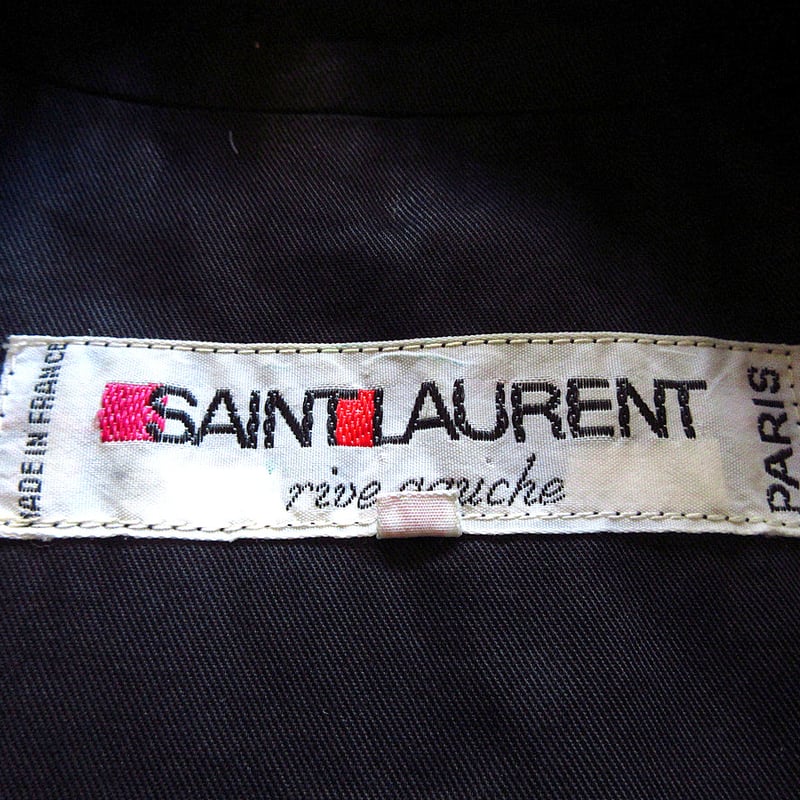 MADE IN FRANCE
SAINT LAURENT
rive gauche
PARIS